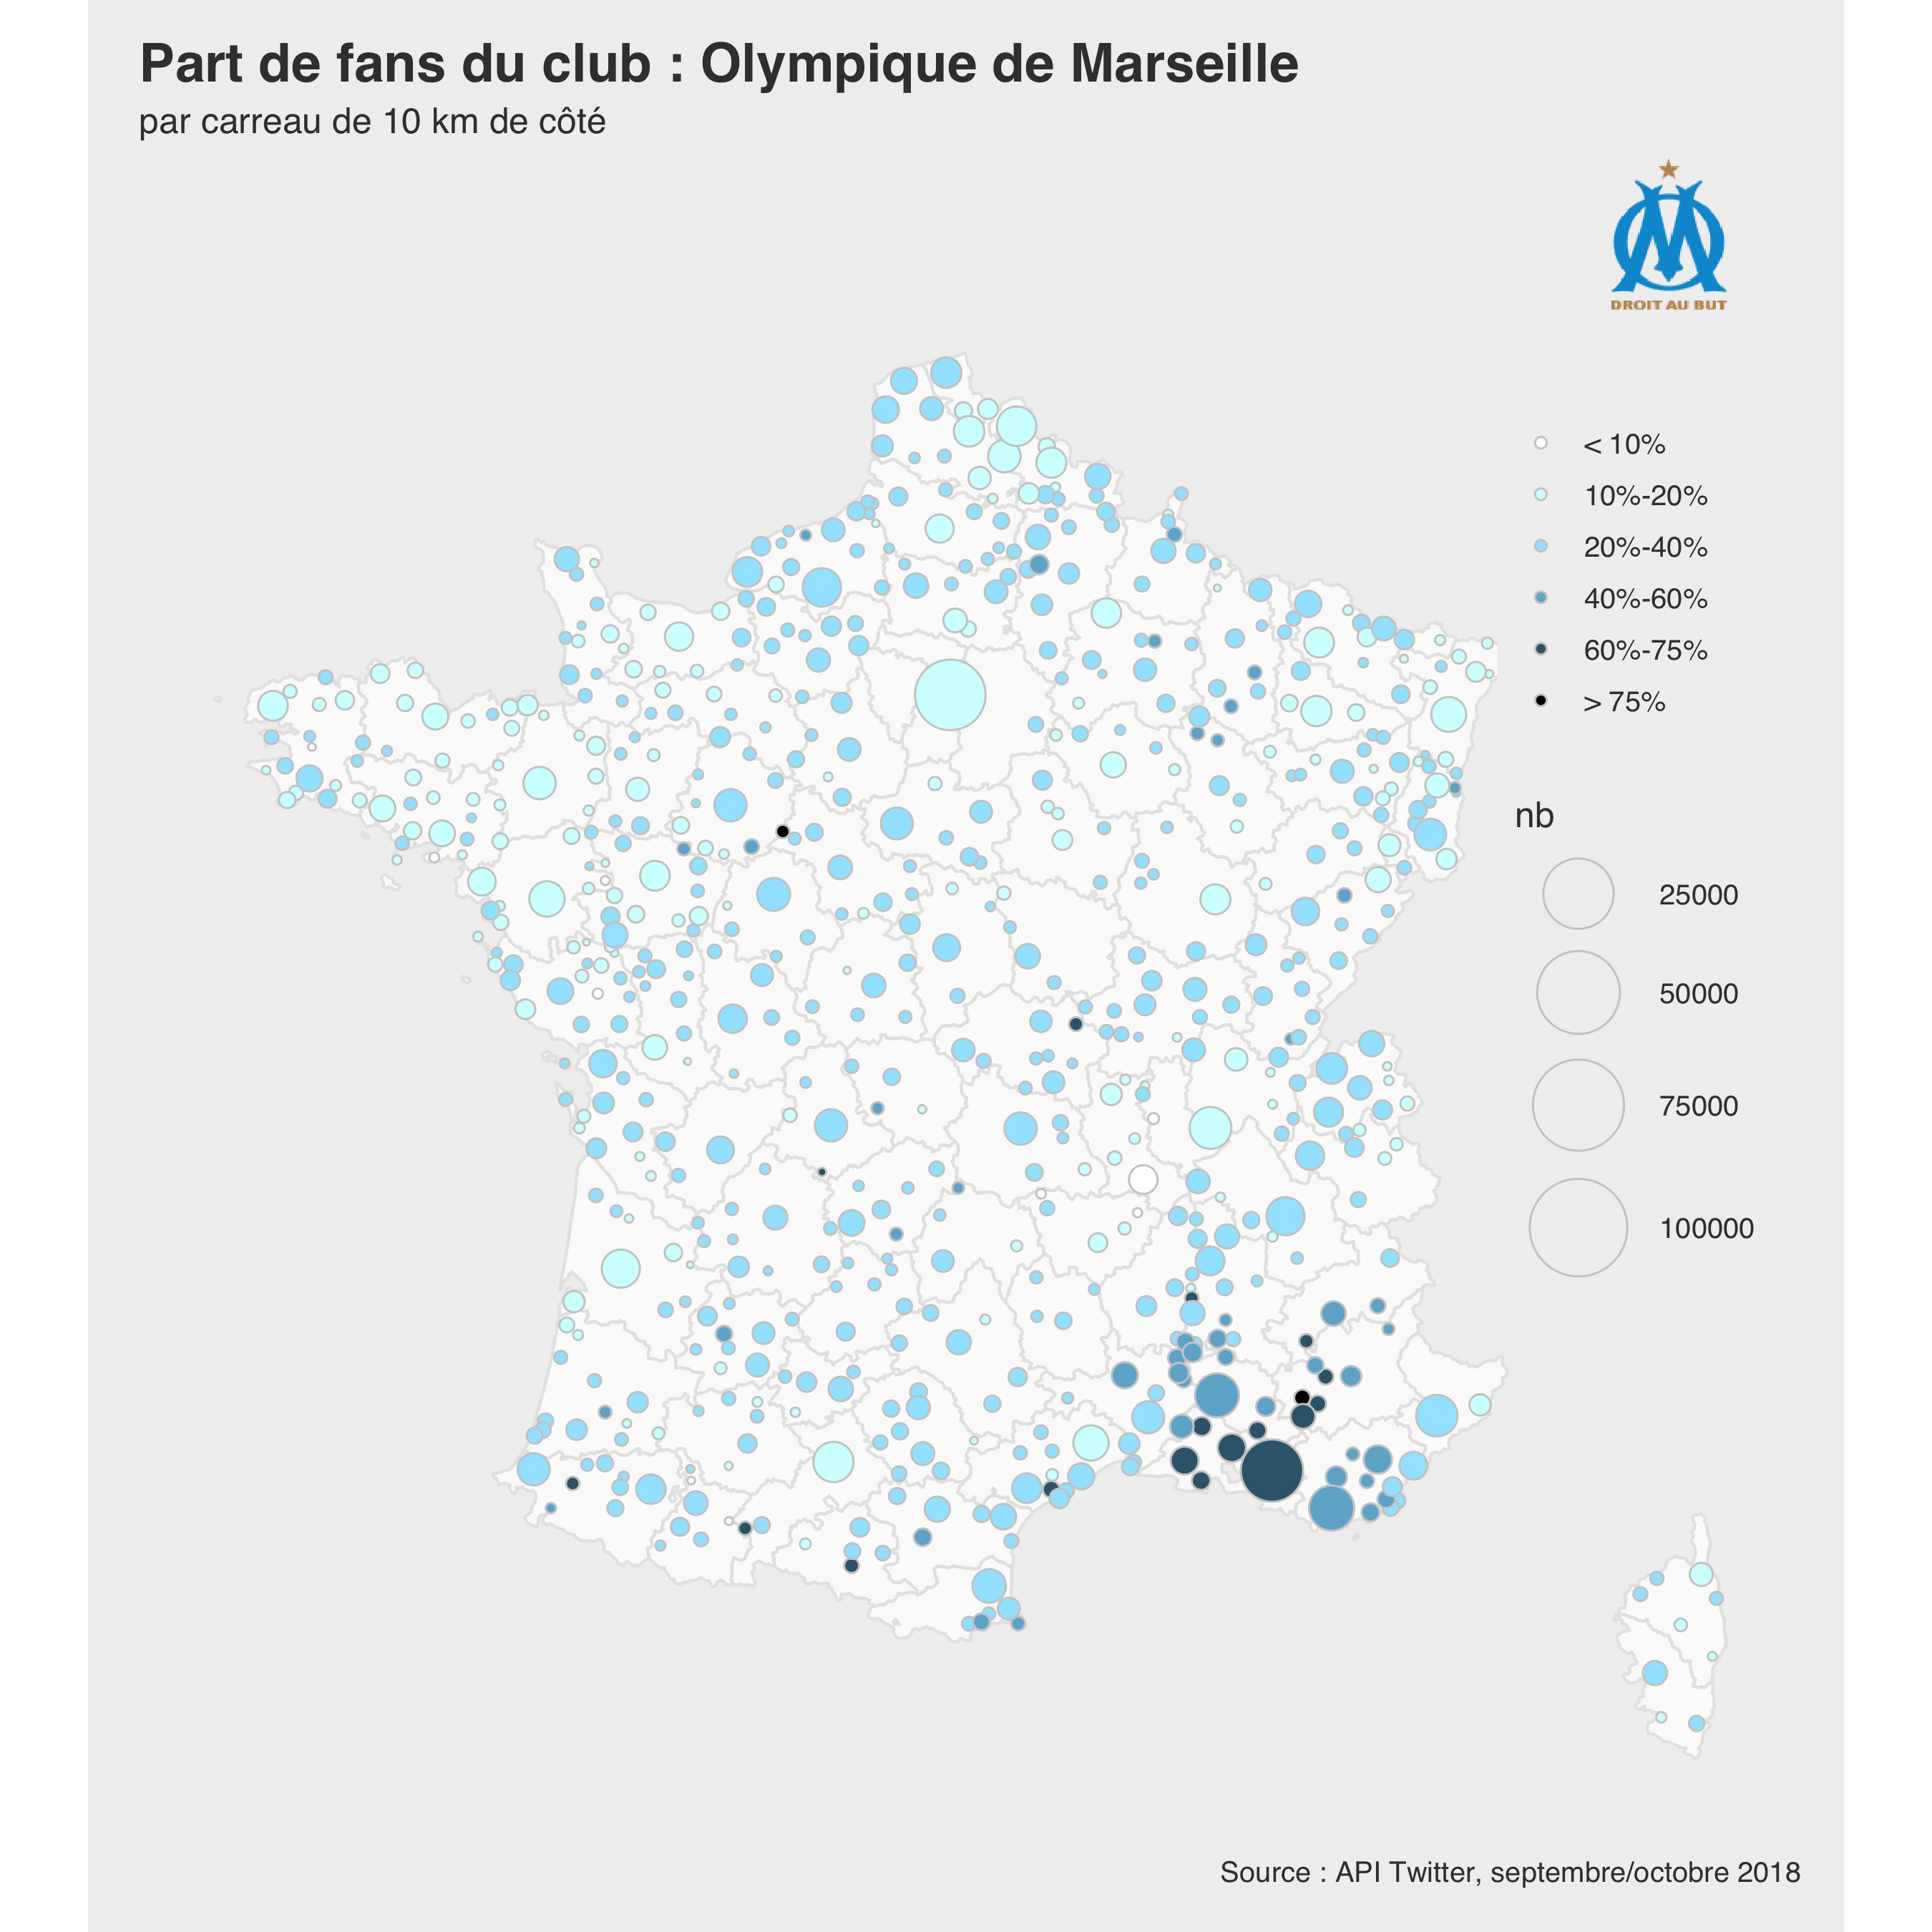 Part de fans du club : Olympique de Marseille
par carreau de 10 km de côté
DROIT AU BUT
< 10%
10%-20%
20%-40%
40%-60%
60%-75%
> 75%
nb
25000
50000
75000
100000
Source : API Twitter, septembre/octobre 2018